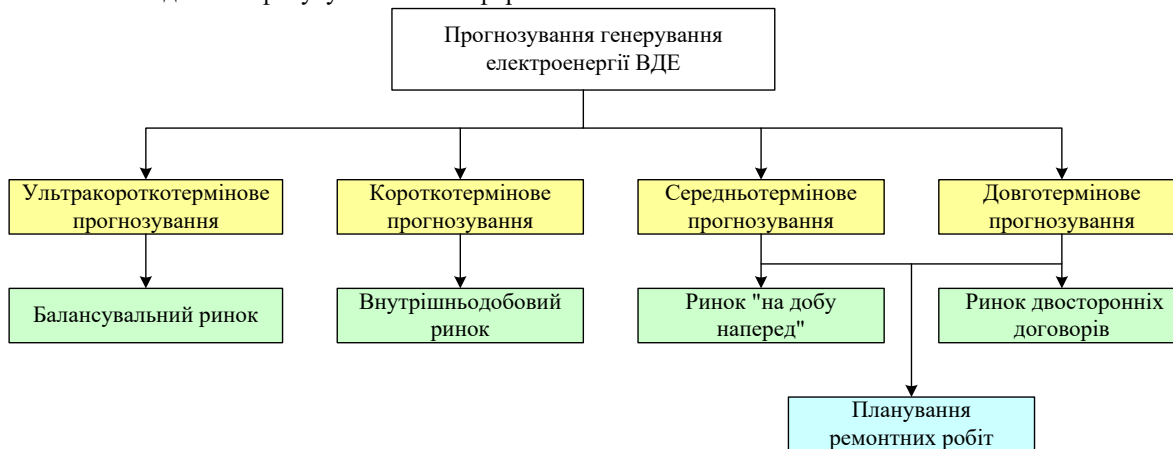 Прогнозування генерування
електроенергії ВДЕ
Ультракороткотермінове
прогнозування
Короткотермінове
прогнозування
Середньотермінове
прогнозування
Довготермінове
прогнозування
Балансувальний ринок
Внутрішньодобовий
ринок
Ринок "на добу
наперед"
Ринок двосторонніх
договорів
Планування
ремонтних робіт